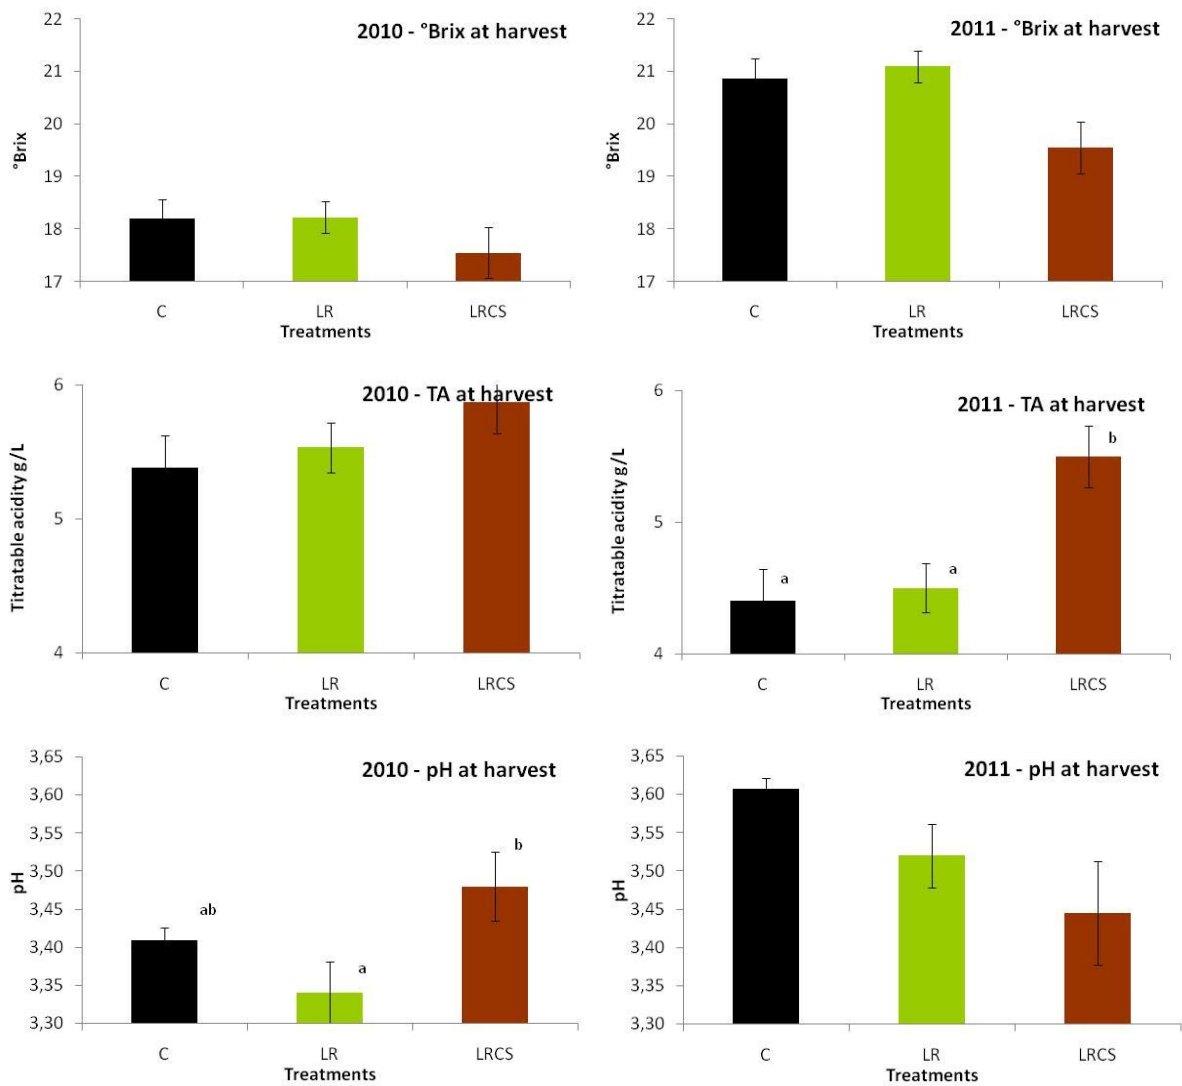 2010 - °Brix at harvest
°Brix
22
21
20
19
18
17
C LR LRCS
Treatments
2011 - °Brix at harvest
°Brix
22
21
20
19
18
17
C LR LRCS
Treatments
2010 - TA at harvest
Titratable acidity g/L
6
5
4
C LR LRCS
Treatments
2011 - TA at harvest
Titratable acidity g/L
6
5
4
a a b
C LR LRCS
Treatments
2010 - pH at harvest
pH
3,65
3,60
3,55
3,50
3,45
3,40
3,35
3,30
ab a b
C LR LRCS
Treatments
2011 - pH at harvest
pH
3,65
3,60
3,55
3,50
3,45
3,40
3,35
3,30
C LR LRCS
Treatments